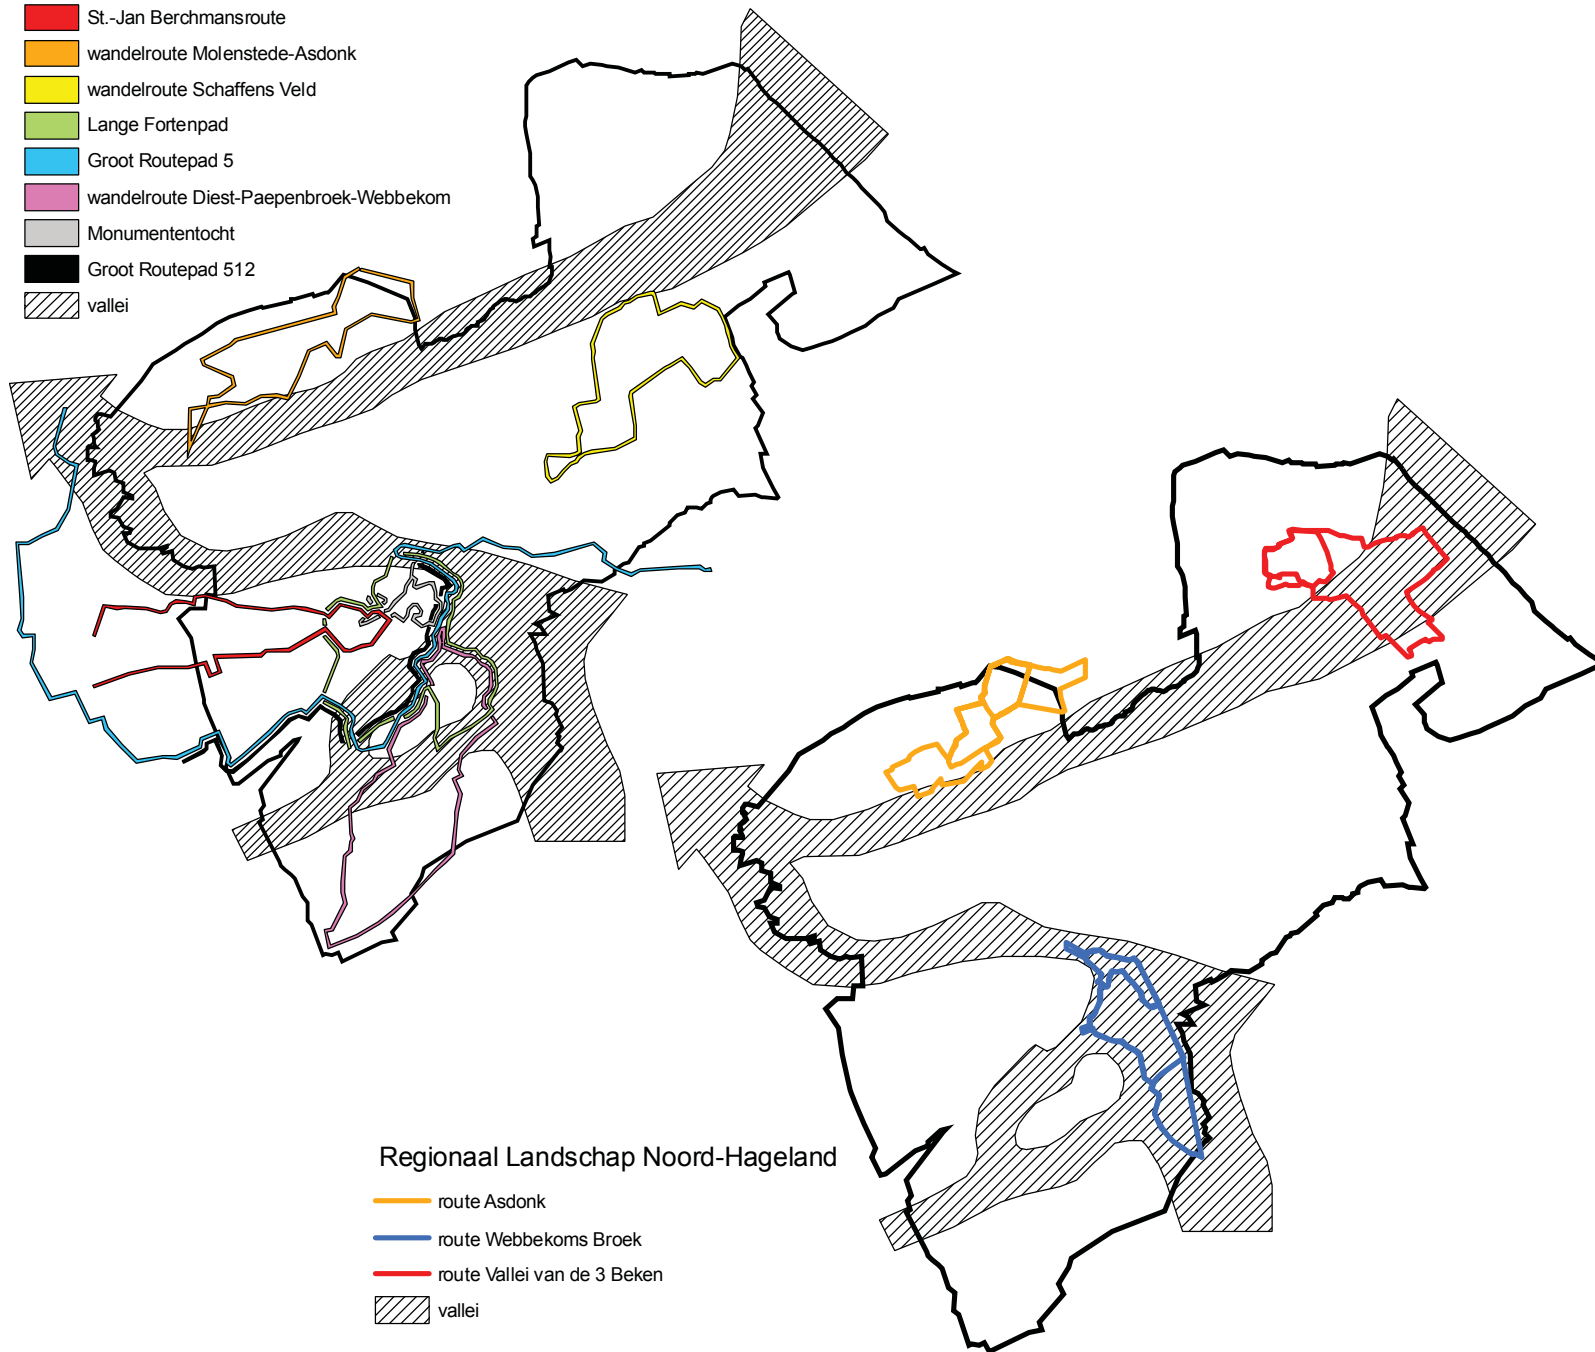 St.-Jan Berchmansroute
wandelroute Molenstede-Asdonk
wandelroute Schaffens Veld
Lange Fortenpad
Groot Routepad 5
wandelroute Diest-Paepenbroek-Webbekom
Monumententocht
Groot Routepad 512
vallei
Regionaal Landschap Noord-Hageland
route Asdonk
route Webbekoms Broek
route Vallei van de 3 Beken
vallei